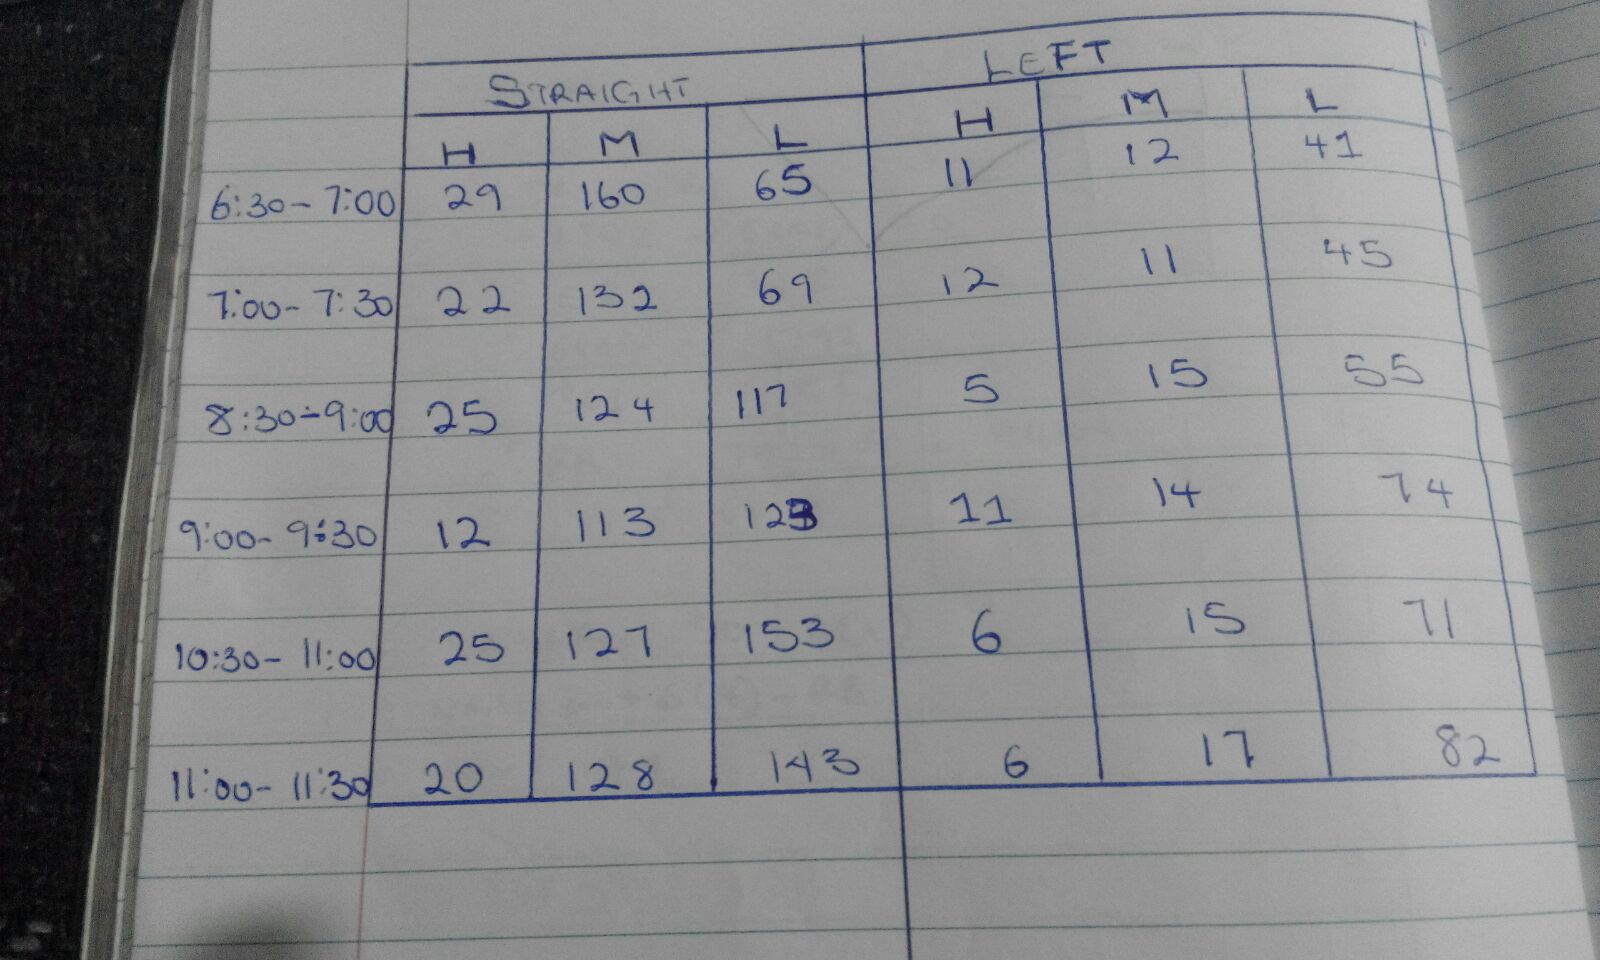 STRAIGHT LEFT
H M L H M L
6:30-7:00 29 160 65 11 12 41
7:00-7:30 22 132 69 12 11 45
8:30-9:00 25 124 117 5 15 55
9:00-9:30 12 113 123 11 14 74
10:30-11:00 25 127 153 6 15 71
11:00-11:30 20 128 143 6 17 82